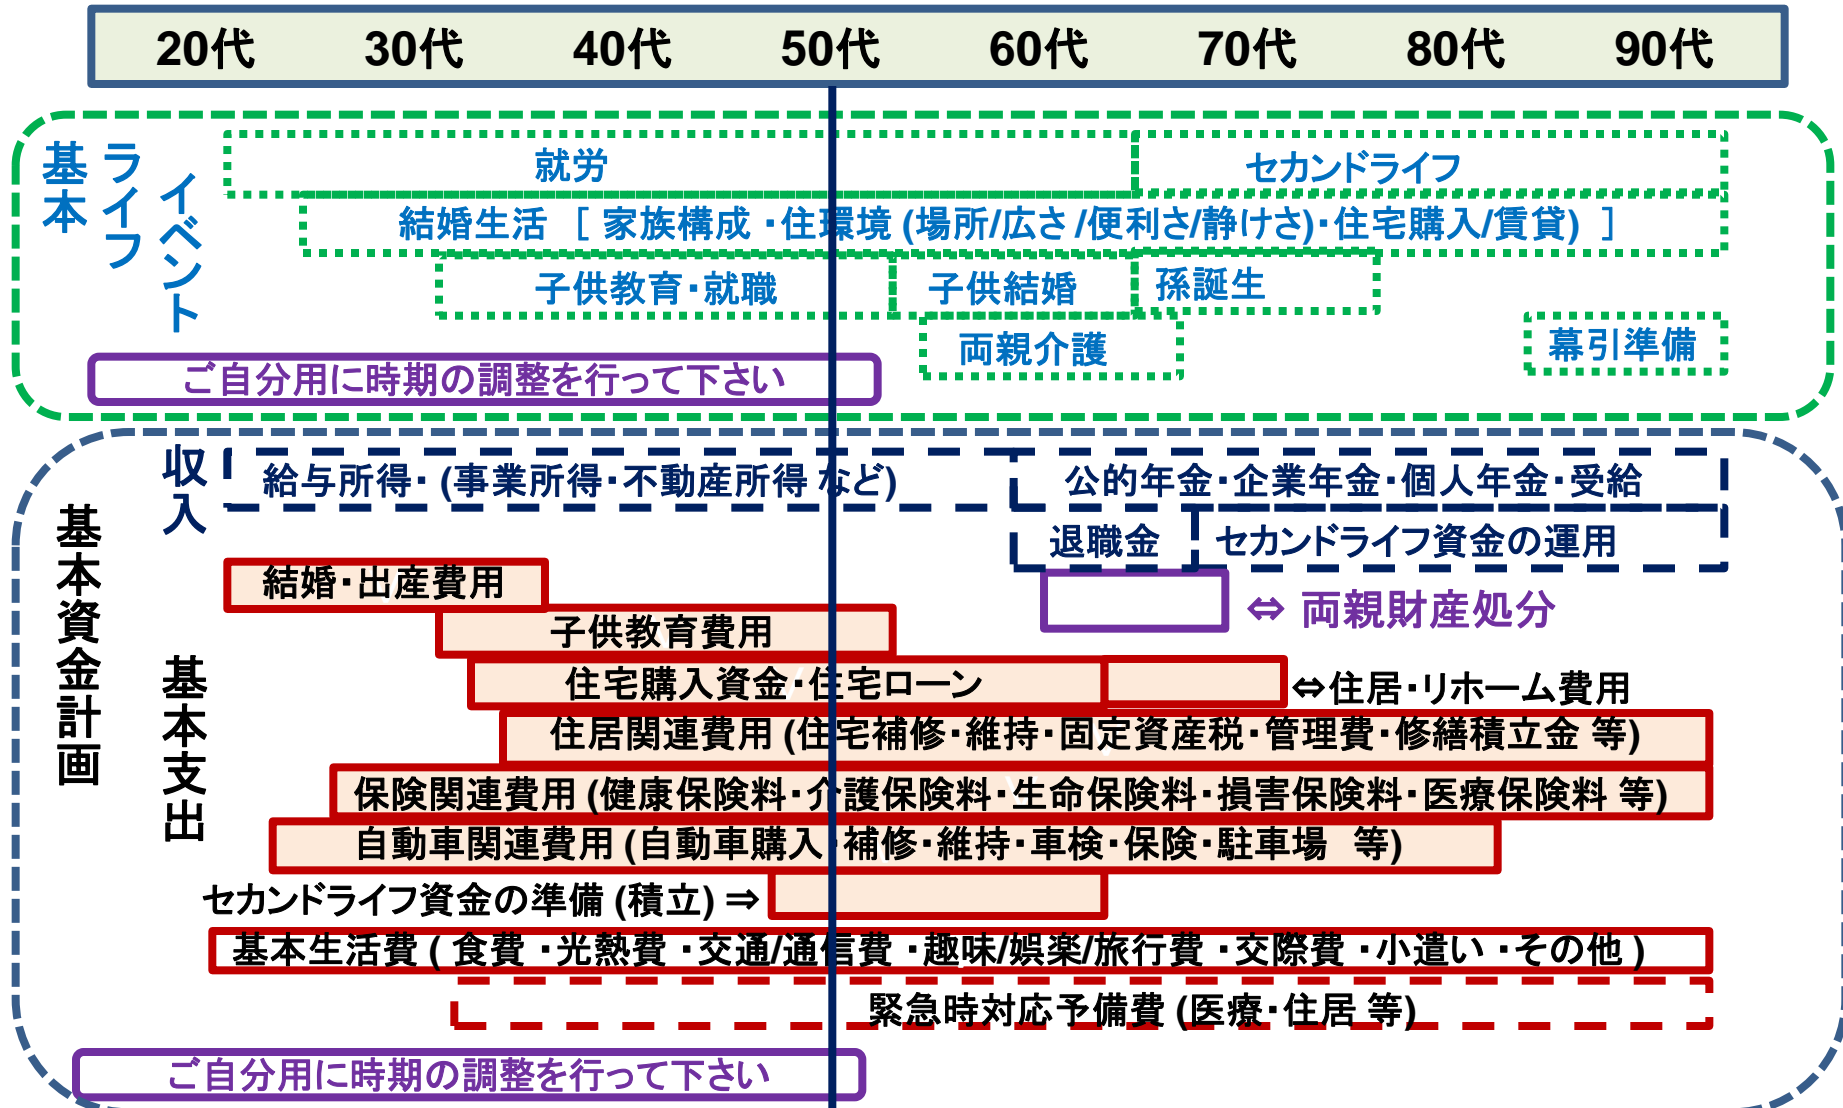 20代 30代 40代 50代 60代 70代 80代 90代
基本
ライフ
イベント
就労
セカンドライフ
結婚生活 [ 家族構成・住環境 (場所/広さ/便利さ/静けさ)・住宅購入/賃貸) ]
子供教育・就職
子供結婚
孫誕生
両親介護
幕引準備
ご自分用に時期の調整を行って下さい
基本資金計画
収入
給与所得・(事業所得・不動産所得 など)
公的年金・企業年金・個人年金・受給
退職金
セカンドライフ資金の運用
⇔ 両親財産処分
基本支出
結婚・出産費用
子供教育費用
住宅購入資金・住宅ローン
⇔住居・リホーム費用
住居関連費用 (住宅補修・維持・固定資産税・管理費・修繕積立金 等)
保険関連費用 (健康保険料・介護保険料・生命保険料・損害保険料・医療保険料 等)
自動車関連費用 (自動車購入・補修・維持・車検・保険・駐車場 等)
セカンドライフ資金の準備 (積立) ⇒
基本生活費 ( 食費 ・光熱費 ・交通/通信費 ・趣味/娯楽/旅行費 ・交際費 ・小遣い ・その他 )
緊急時対応予備費 (医療・住居 等)
ご自分用に時期の調整を行って下さい